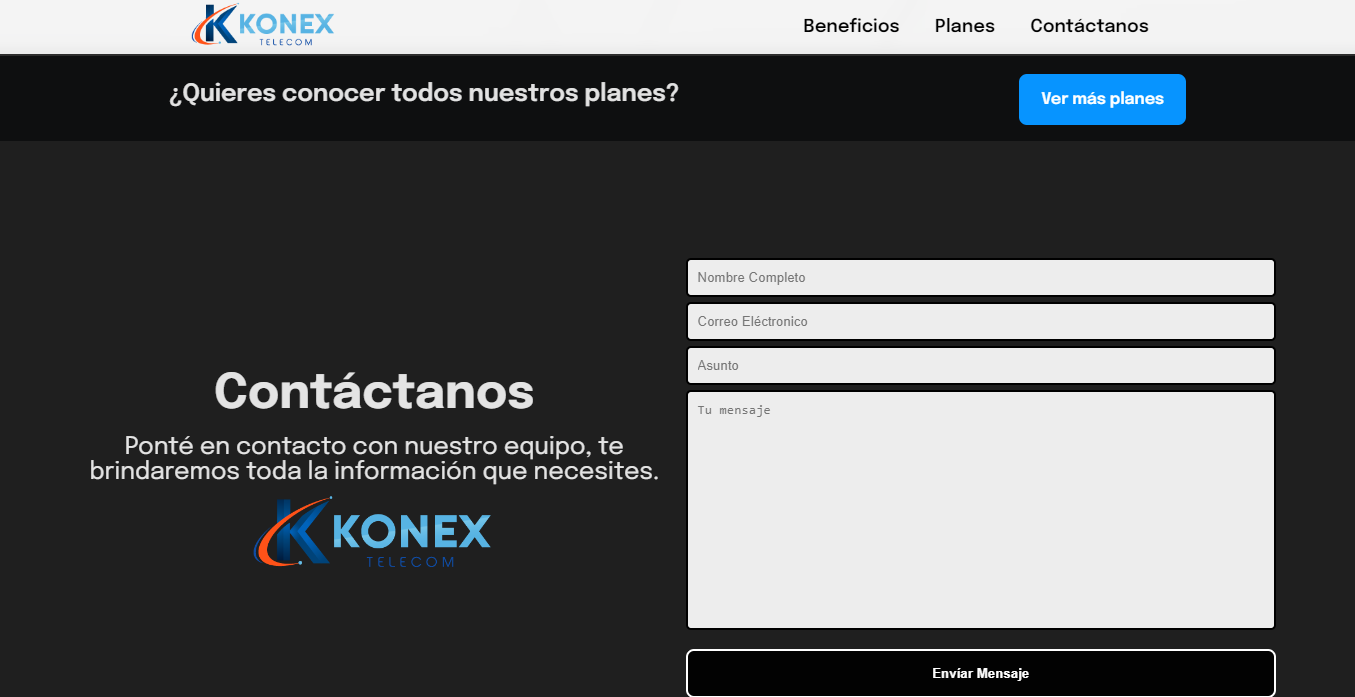 KONEX
TELECOM
Beneficios Planes Contáctanos
¿Quieres conocer todos nuestros planes?
Ver más planes
Nombre Completo
Correo Eléctronico
Asunto
Tu mensaje
Contáctanos
Ponté en contacto con nuestro equipo, te
brindaremos toda la información que necesites.
KONEX
TELECOM
Envíar Mensaje